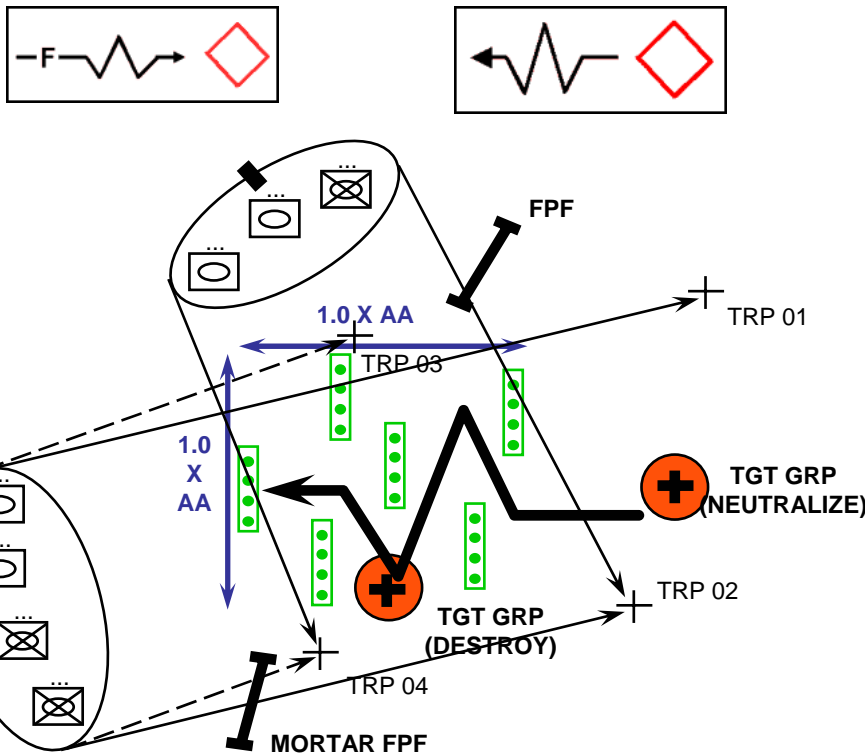 F
FPF
1.0 X AA
TRP 01
TRP 03
1.0
X
AA
TGT GRP
(NEUTRALIZE)
TRP 02
TGT GRP
(DESTROY)
TRP 04
MORTAR FPF